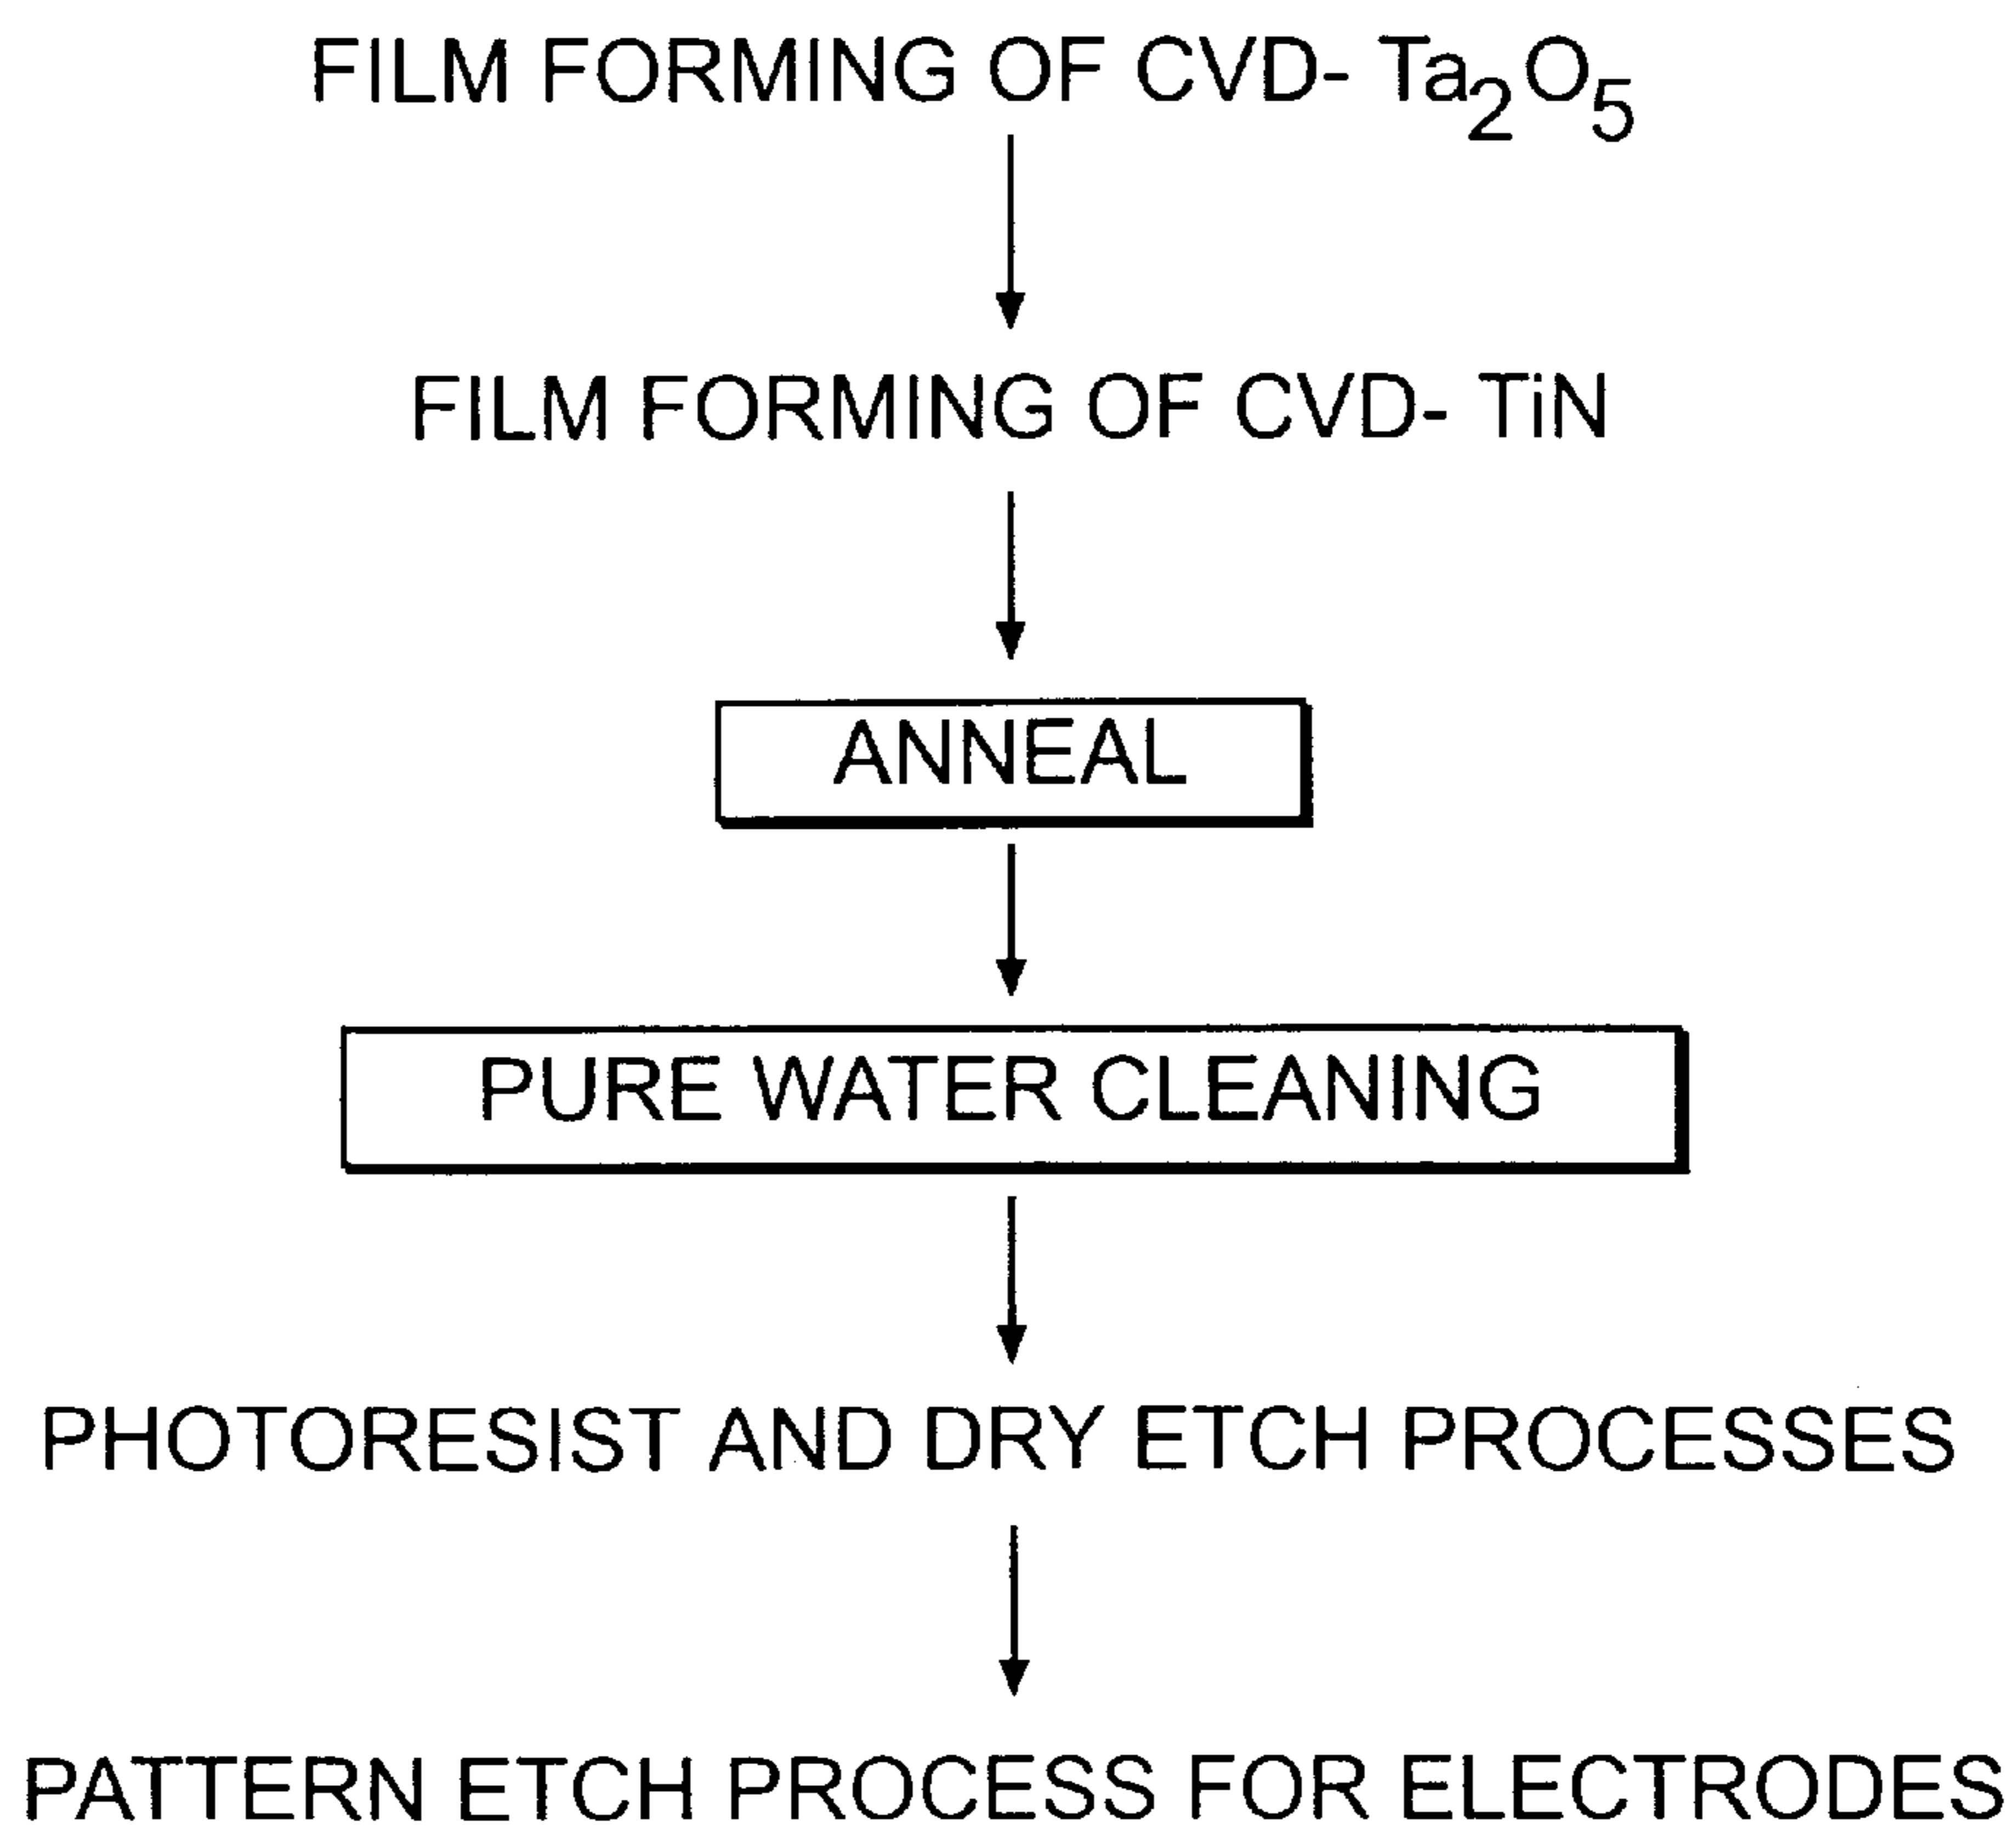 FILM FORMING OF CVD- Ta₂O₅
FILM FORMING OF CVD- TiN
ANNEAL
PURE WATER CLEANING
PHOTORESIST AND DRY ETCH PROCESSES
PATTERN ETCH PROCESS FOR ELECTRODES